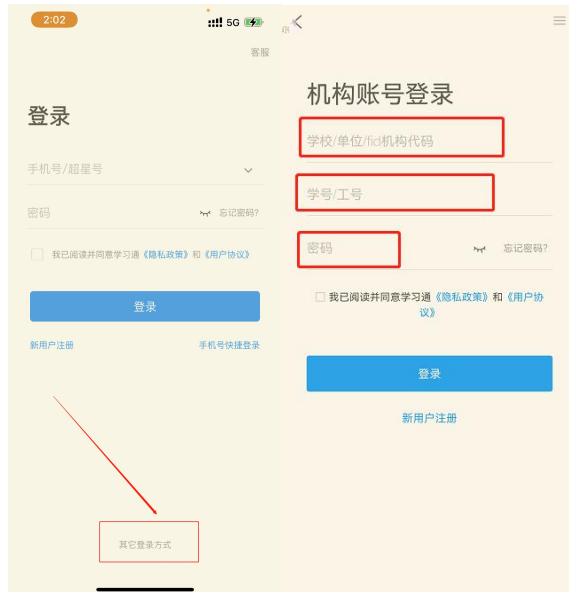 2:02
5G
客服
登录
手机号/超星号
密码
忘记密码?
我已阅读并同意学习通《隐私政策》和《用户协议》
登录
新用户注册
手机号快捷登录
其它登录方式
机构账号登录
学校/单位/fid机构代码
学号/工号
密码
忘记密码?
我已阅读并同意学习通《隐私政策》和《用户协
议》
登录
新用户注册